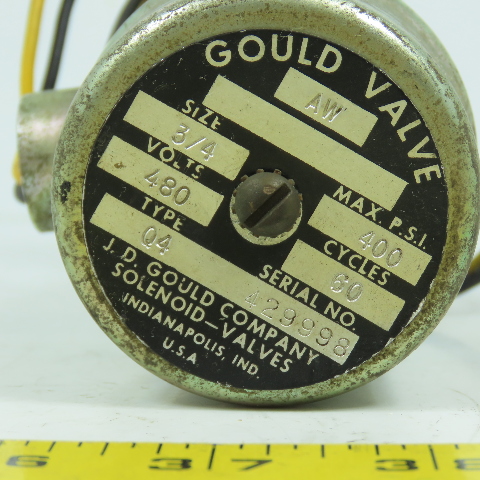 GOULD VALVE
AW
SIZE
3/4
MAX. P.S.I.
400
VOLTS
480
CYCLES
60
TYPE
Q4
SERIAL NO.
429998
J. D. GOULD COMPANY
SOLENOID-VALVES
INDIANAPOLIS, IND.
U.S.A
6 37 38